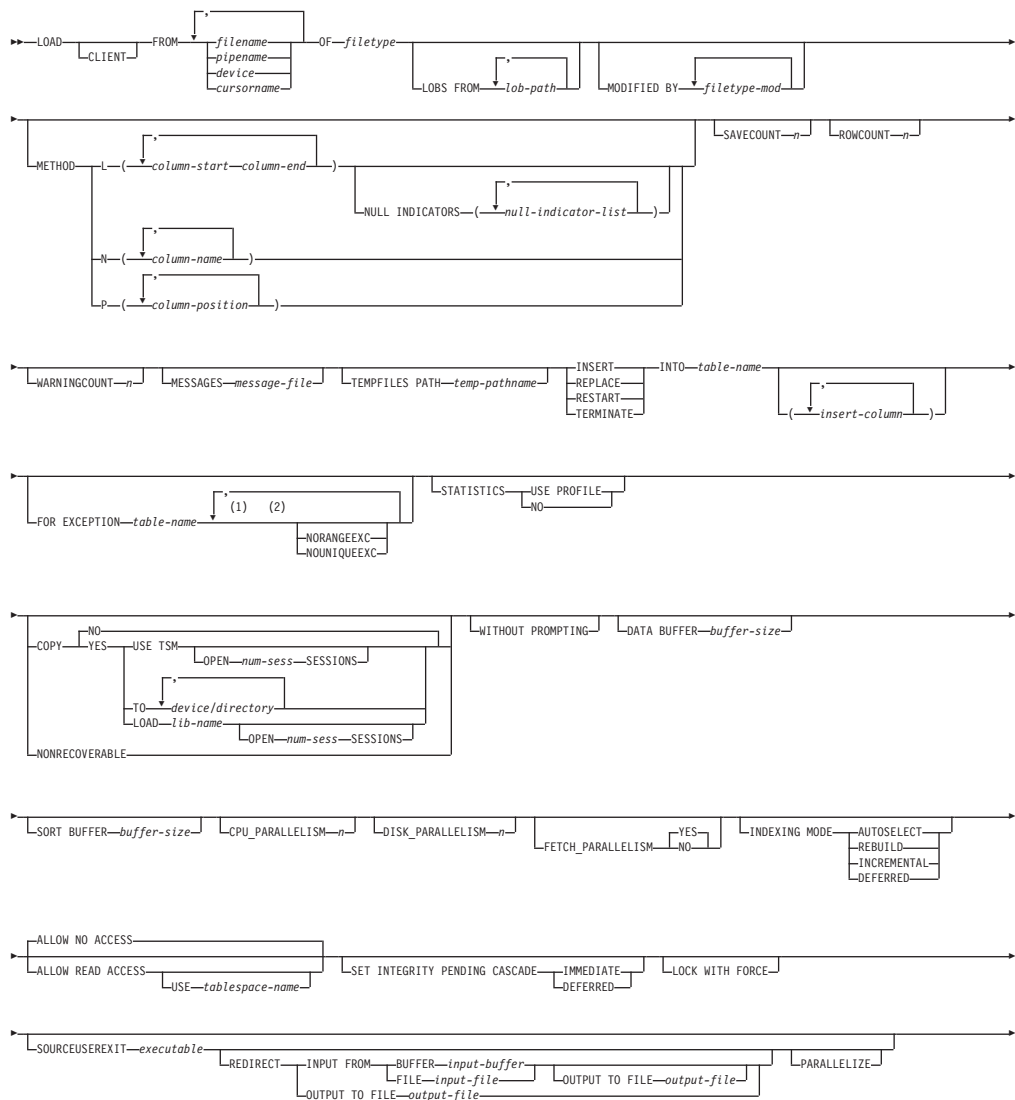 ,
LOAD CLIENT FROM filename OF filetype
pipename
device
cursorname
,
LOBS FROM lob-path
MODIFIED BY filetype-mod
,
METHOD L ( column-start column-end )
,
NULL INDICATORS ( null-indicator-list )
,
N ( column-name )
,
P ( column-position )
SAVECOUNT n
ROWCOUNT n
WARNINGCOUNT n
MESSAGES message-file
TEMPFILES PATH temp-pathname
INSERT INTO table-name
REPLACE
RESTART
TERMINATE
,
( insert-column )
,
(1) (2)
FOR EXCEPTION table-name
NORANGEEXC
NOUNIQUEEXC
STATISTICS USE PROFILE
NO
NO
COPY YES USE TSM
OPEN num-sess SESSIONS
,
TO device/directory
LOAD lib-name
OPEN num-sess SESSIONS
NONRECOVERABLE
WITHOUT PROMPTING
DATA BUFFER buffer-size
SORT BUFFER buffer-size
CPU_PARALLELISM n
DISK_PARALLELISM n
YES
FETCH_PARALLELISM NO
INDEXING MODE AUTOSELECT
REBUILD
INCREMENTAL
DEFERRED
ALLOW NO ACCESS
ALLOW READ ACCESS
USE tablespace-name
SET INTEGRITY PENDING CASCADE IMMEDIATE
DEFERRED
LOCK WITH FORCE
SOURCEUSEREXIT executable
REDIRECT INPUT FROM BUFFER input-buffer
FILE input-file
OUTPUT TO FILE output-file
OUTPUT TO FILE output-file
PARALLELIZE